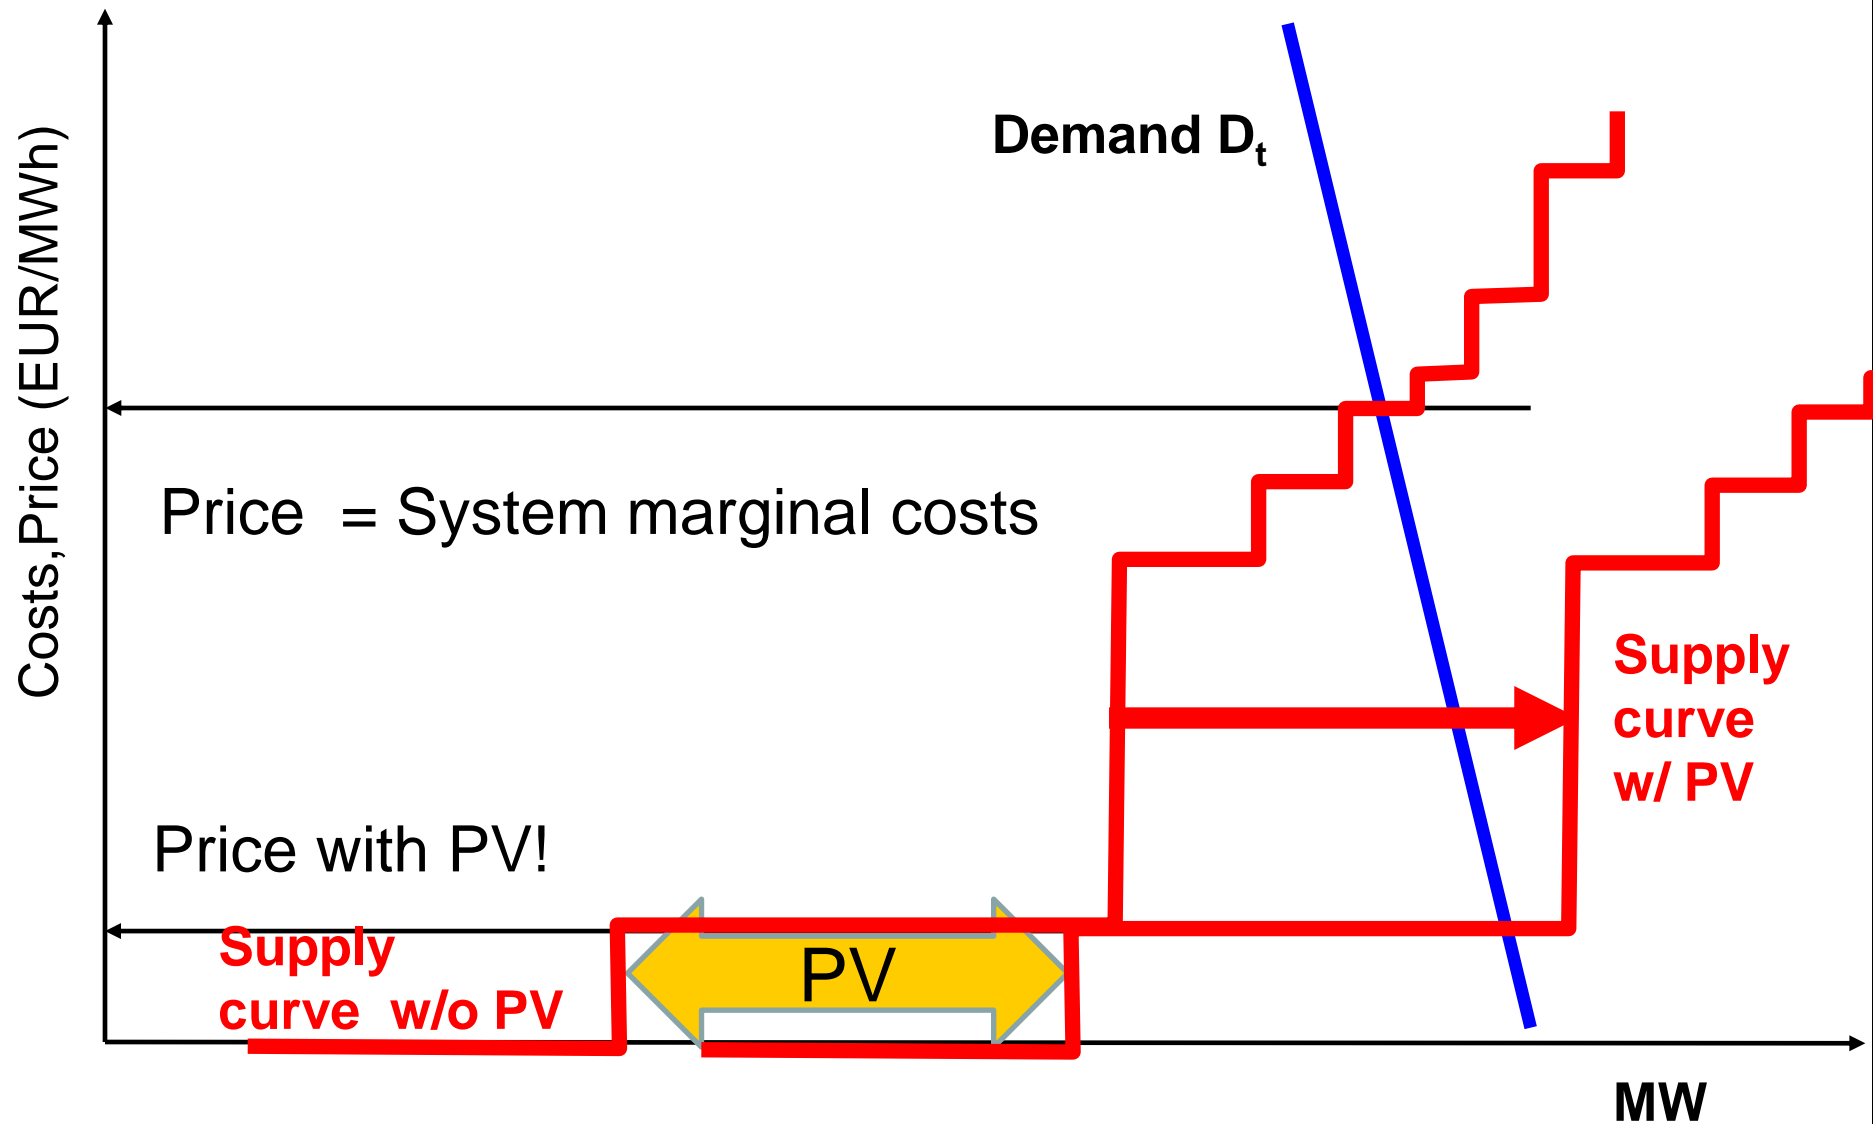 Demand Dt
Costs,Price (EUR/MWh)
Price = System marginal costs
Supply
curve
w/ PV
Price with PV!
Supply
curve w/o PV
PV
MW